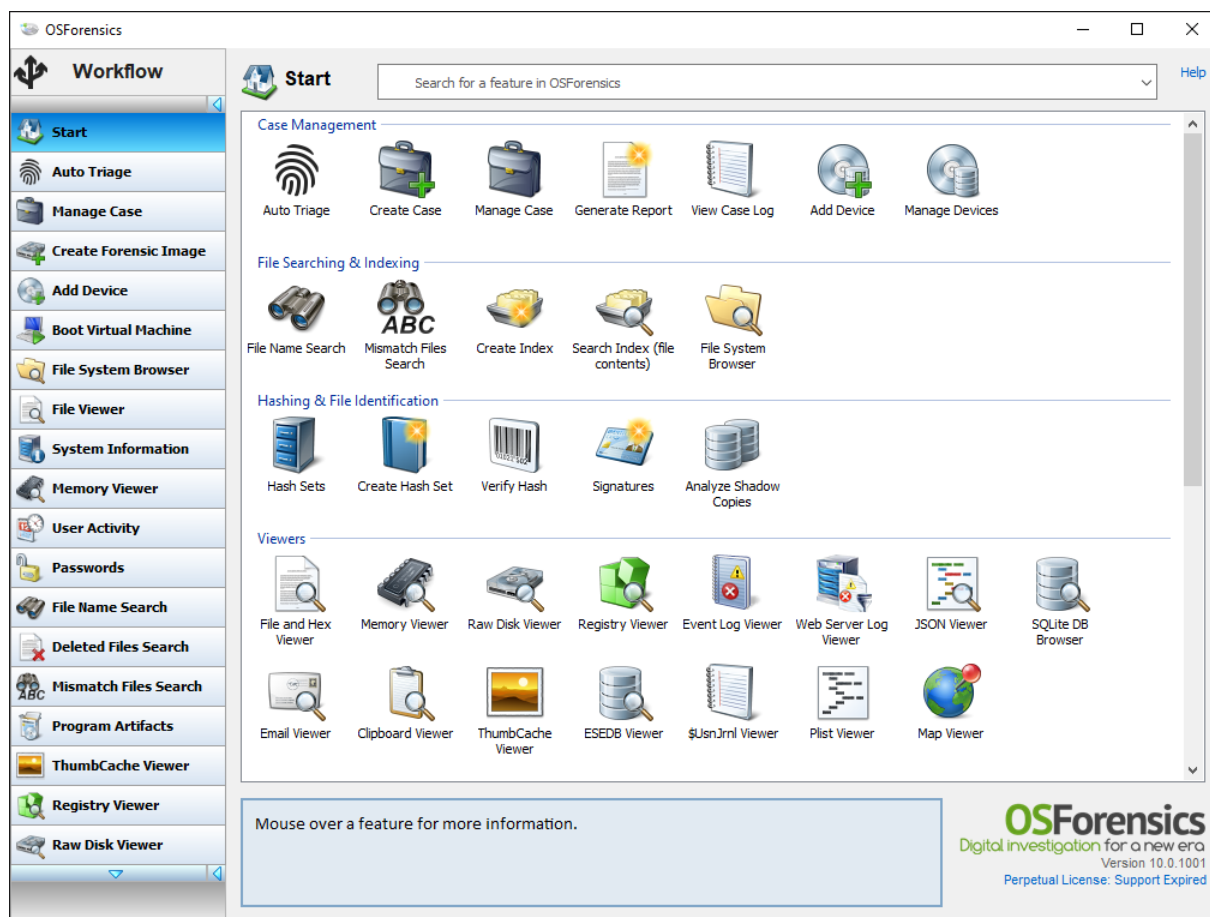 OSForensics
Workflow
Start
Auto Triage
Manage Case
Create Forensic Image
Add Device
Boot Virtual Machine
File System Browser
File Viewer
System Information
Memory Viewer
User Activity
Passwords
File Name Search
Deleted Files Search
Mismatch Files Search
Program Artifacts
ThumbCache Viewer
Registry Viewer
Raw Disk Viewer
Start
Search for a feature in OSForensics
Help
Case Management
Auto Triage
Create Case
Manage Case
Generate Report
View Case Log
Add Device
Manage Devices
File Searching & Indexing
ABC
File Name Search
Mismatch Files
Search
Create Index
Search Index (file
contents)
File System
Browser
Hashing & File Identification
Hash Sets
Create Hash Set
Verify Hash
Signatures
Analyze Shadow
Copies
Viewers
File and Hex
Viewer
Memory Viewer
Raw Disk Viewer
Registry Viewer
Event Log Viewer
Web Server Log
Viewer
JSON Viewer
SQLite DB
Browser
Email Viewer
Clipboard Viewer
ThumbCache
Viewer
ESEDB Viewer
$UsnJrnl Viewer
Plist Viewer
Map Viewer
Mouse over a feature for more information.
OSForensics
Digital investigation for a new era
Version 10.0.1001
Perpetual License: Support Expired